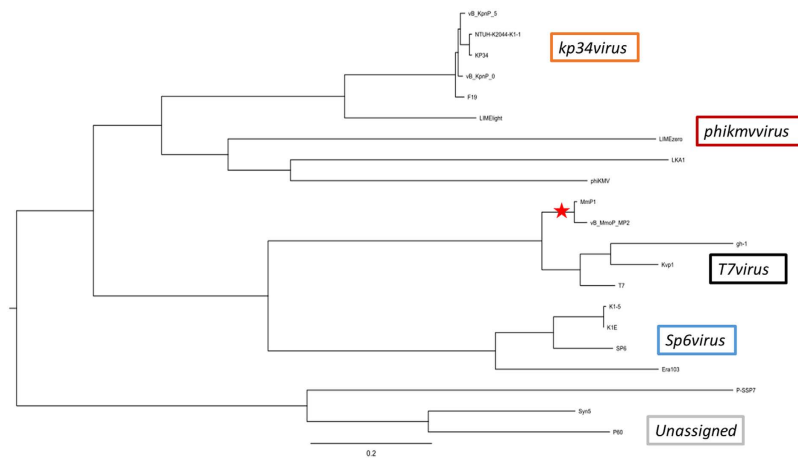 vB_KpnP_5
NTUH-K2044-K1-1
kp34virus
KP34
vB_KpnP_0
F19
LIMElight
phikmvvirus
LIMEzero
LKA1
phiKMV
MmP1
vB_MmoP_MP2
gh-1
Kvp1
T7virus
T7
K1-5
K1E
Sp6virus
SP6
Era103
P-SSP7
Syn5
Unassigned
P60
0.2